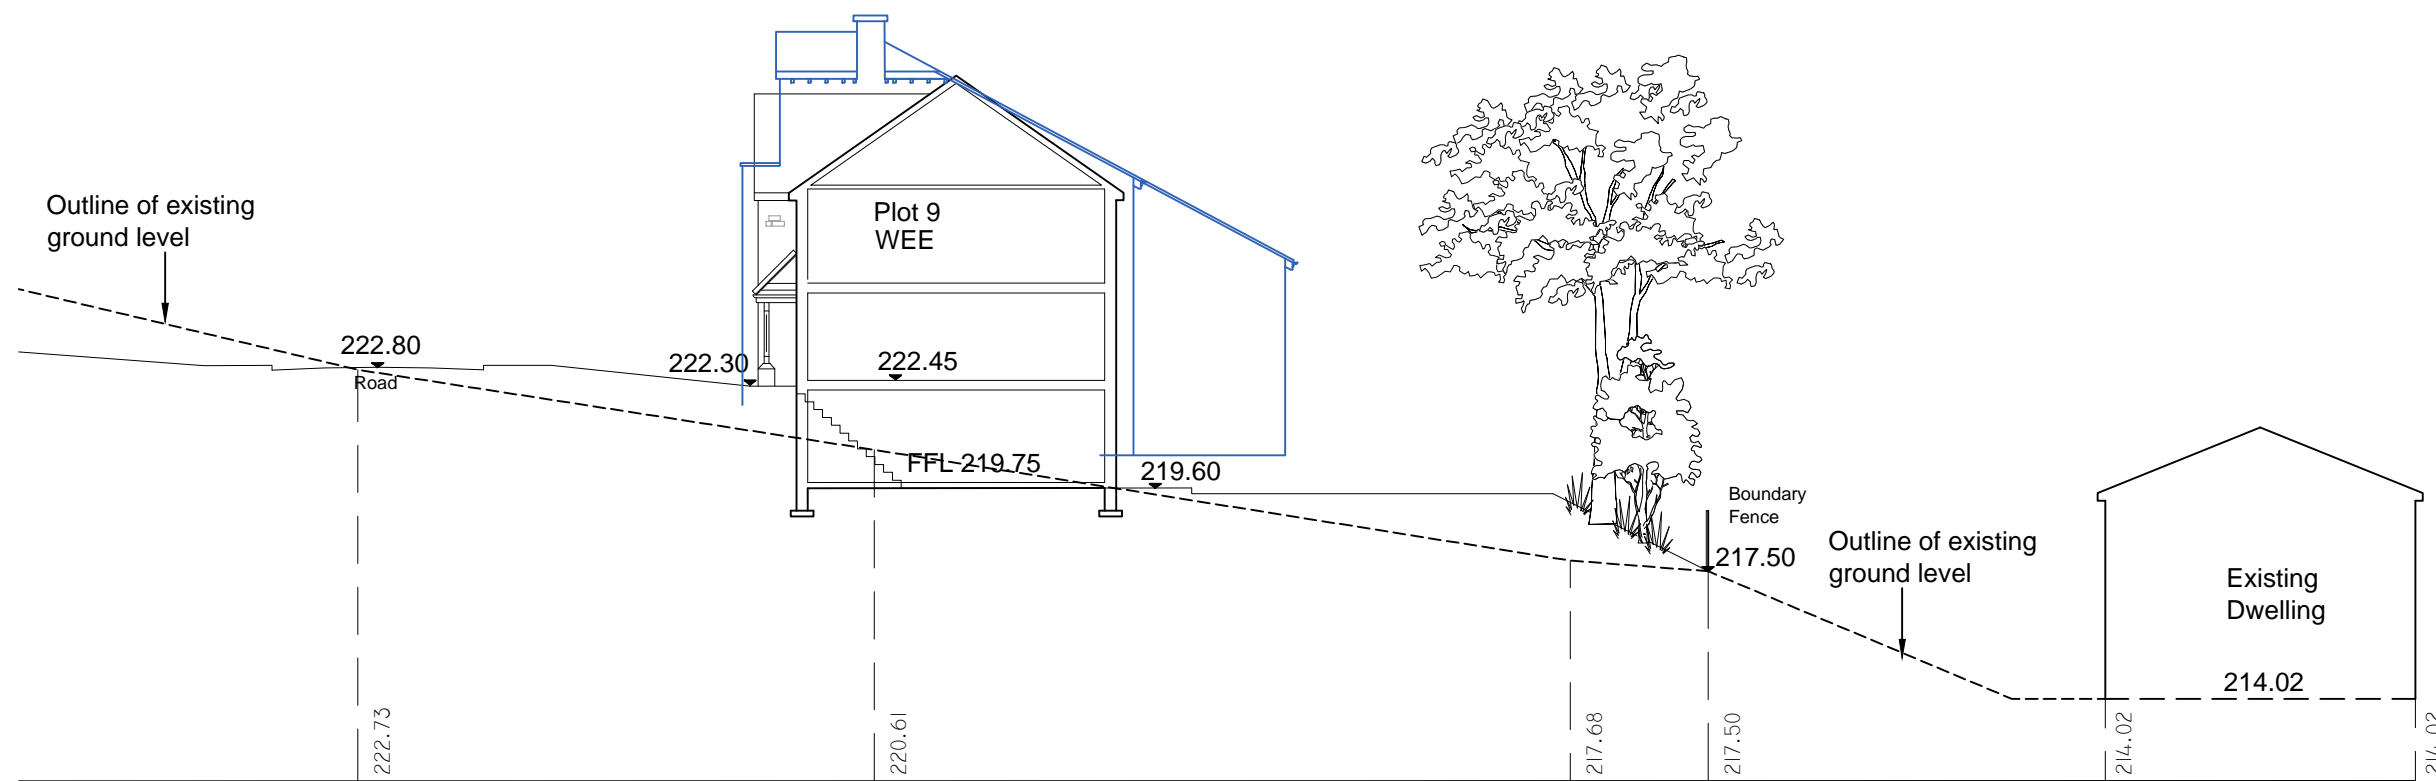 Outline of existing
ground level
222.80
Road
222.30
Plot 9
WEE
222.45
FFL 219.75
219.60
Boundary
Fence
217.50
Outline of existing
ground level
Existing
Dwelling
214.02
222.73
220.61
217.68
217.50
214.02
214.02